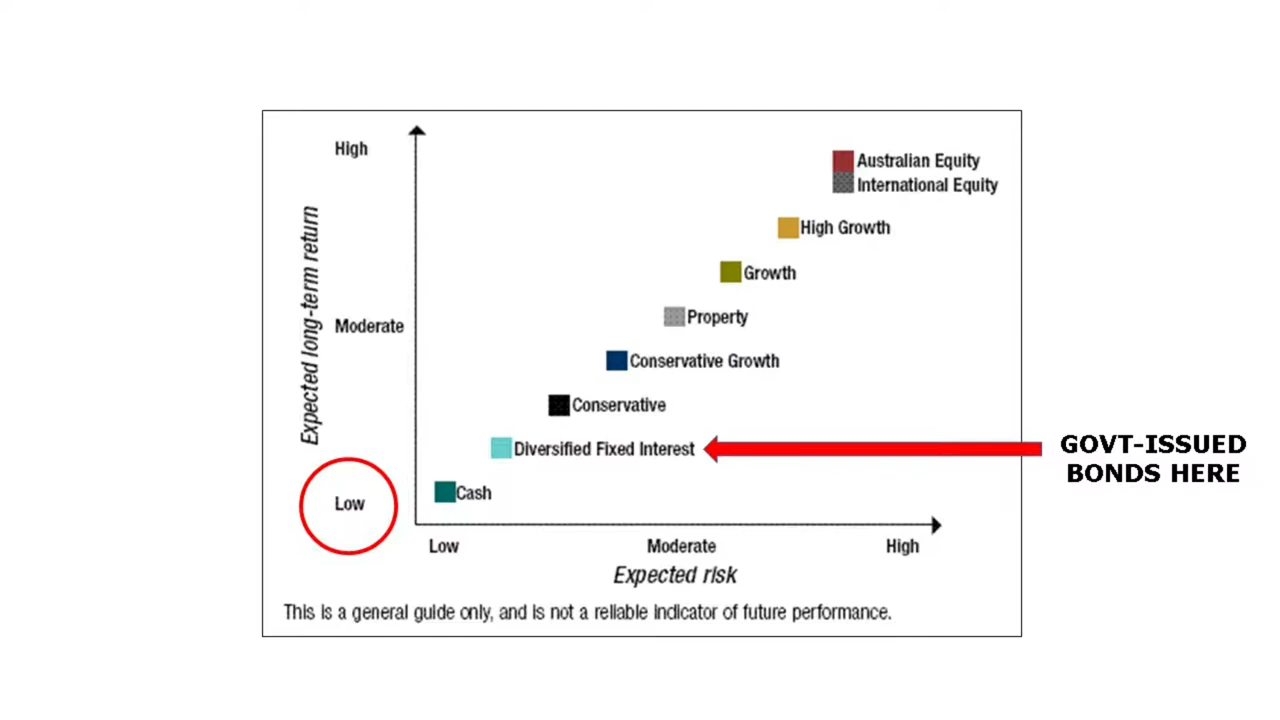 High
Australian Equity
International Equity
High Growth
Growth
Expected long-term return
Property
Moderate
Conservative Growth
Conservative
Diversified Fixed Interest
GOVT-ISSUED
BONDS HERE
Cash
Low
Low
Moderate
High
Expected risk
This is a general guide only, and is not a reliable indicator of future performance.